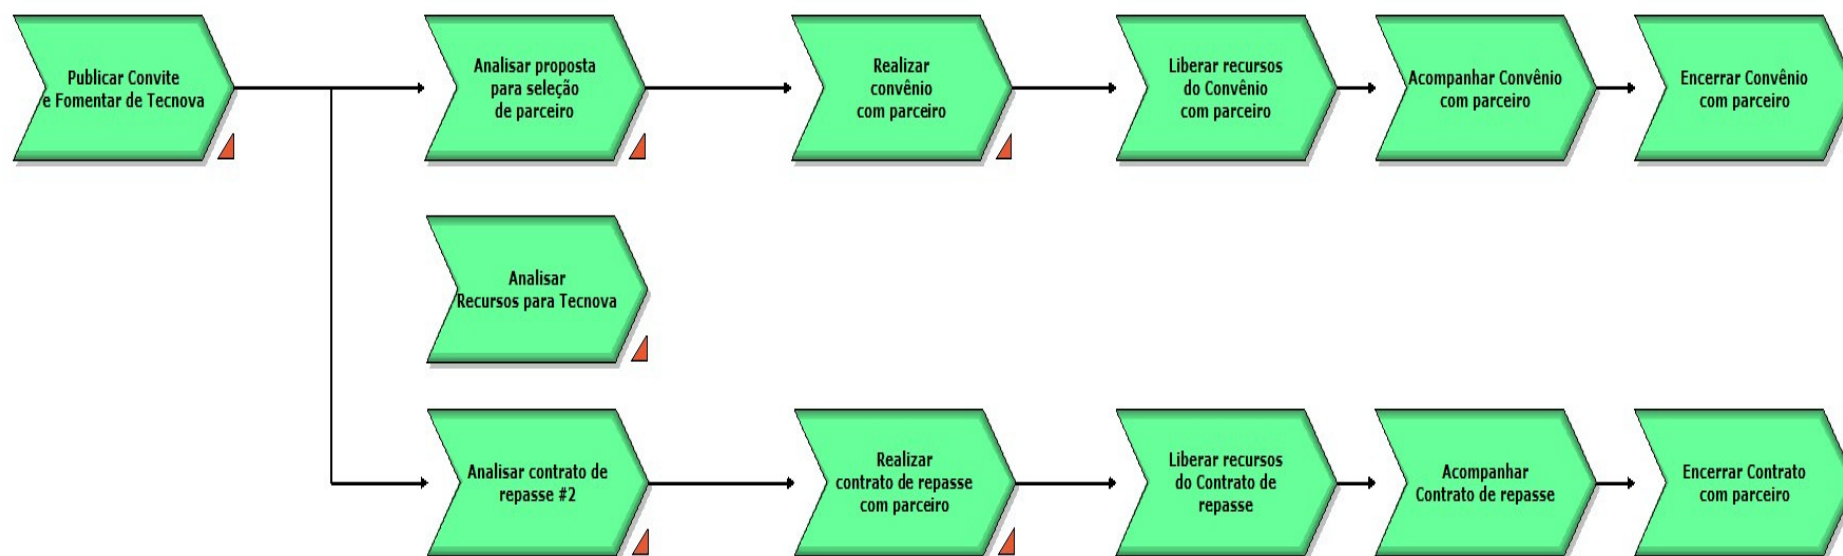 Publicar Convite
e Fomentar de Tecnova
Analisar proposta
para seleção
de parceiro
Realizar
convênio
com parceiro
Liberar recursos
do Convênio
com parceiro
Acompanhar Convênio
com parceiro
Encerrar Convênio
com parceiro
Analisar
Recursos para Tecnova
Analisar contrato de
repasse #2
Realizar
contrato de repasse
com parceiro
Liberar recursos
do Contrato de
repasse
Acompanhar
Contrato de repasse
Encerrar Contrato
com parceiro